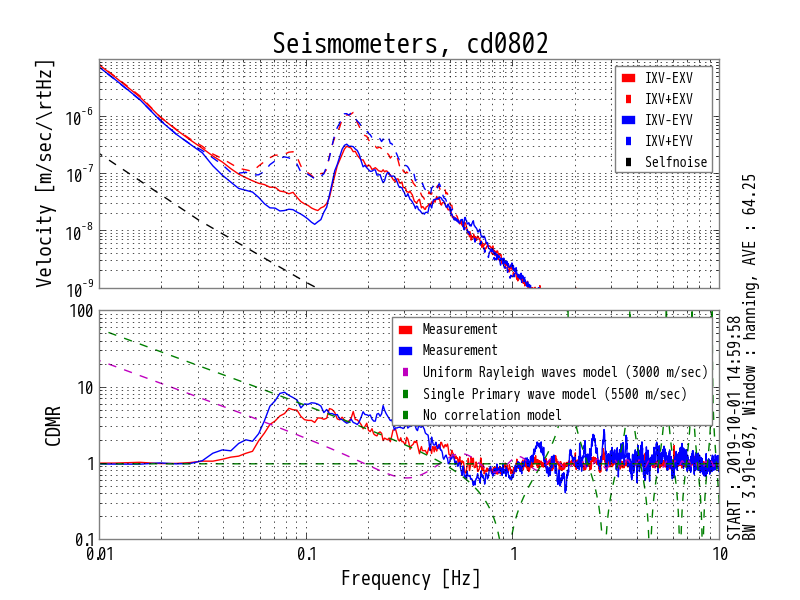 Seismometers, cd0802
Velocity [m/sec/\rtHz]
10^-6
10^-7
10^-8
10^-9
IXV-EXV
IXV+EXV
IXV-EYV
IXV+EYV
Selfnoise
CDMR
100
10
1
0.1
Measurement
Measurement
Uniform Rayleigh waves model (3000 m/sec)
Single Primary wave model (5500 m/sec)
No correlation model
0.01
0.1
1
10
Frequency [Hz]
START : 2019-10-01 14:59:58
BW : 3.91e-03, Window : hanning, AVE : 64.25